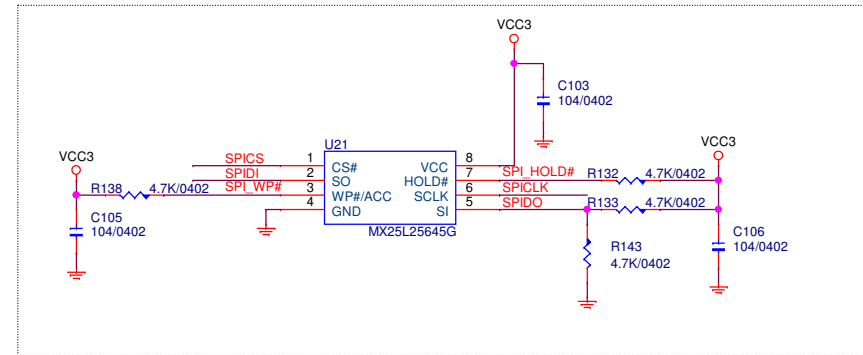 VCC3
C103
104/0402
U21
VCC3
VCC3
SPICS 1 CS# VCC 8
SPIDI 2 SO HOLD# 7 SPI_HOLD# R132 4.7K/0402
R138 4.7K/0402 SPI_WP# 3 WP#/ACC SCLK 6 SPICLK
4 GND SI 5 SPIDO R133 4.7K/0402
C105
104/0402
MX25L25645G
R143
4.7K/0402
C106
104/0402